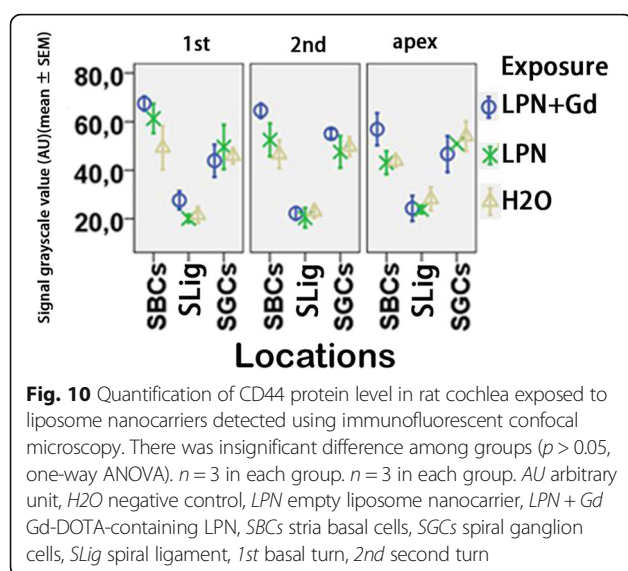 1st 2nd apex
Exposure
LPN+Gd
LPN
H2O
Signal grayscale value (AU)(mean ± SEM)
80,0
60,0
40,0
20,0
SBCs SLig SGCs SBCs SLig SGCs SBCs SLig SGCs
Locations
Fig. 10 Quantification of CD44 protein level in rat cochlea exposed to
liposome nanocarriers detected using immunofluorescent confocal
microscopy. There was insignificant difference among groups (p > 0.05,
one-way ANOVA). n = 3 in each group. n = 3 in each group. AU arbitrary
unit, H2O negative control, LPN empty liposome nanocarrier, LPN + Gd
Gd-DOTA-containing LPN, SBCs stria basal cells, SGCs spiral ganglion
cells, SLig spiral ligament, 1st basal turn, 2nd second turn